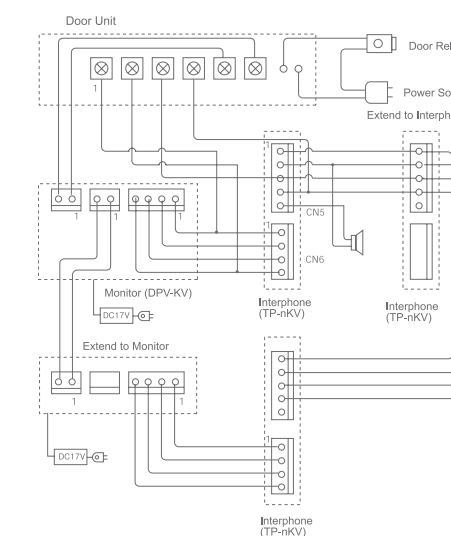 Door Unit
Door Rel
1
Power So
Extend to Interph
1
CN5
1
1
1
1
CN6
Monitor (DPV-KV)
DC17V
Interphone
(TP-nKV)
Interphone
(TP-nKV)
Extend to Monitor
1
1
1
DC17V
Interphone
(TP-nKV)